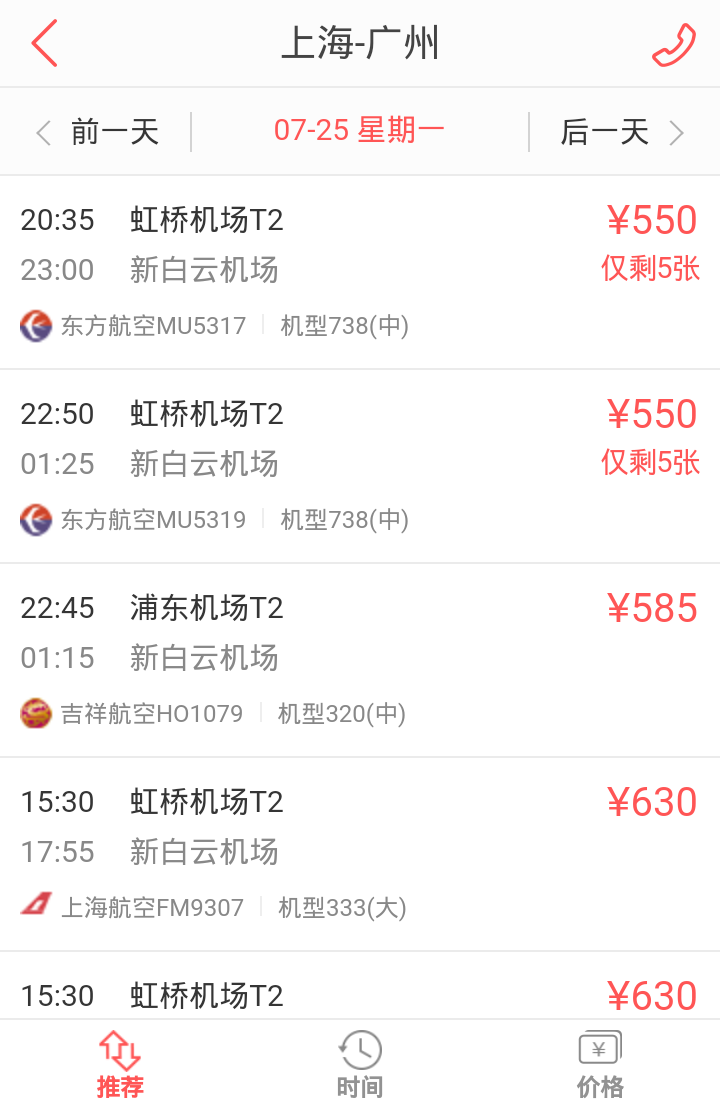 上海-广州
前一天 07-25 星期一 后一天
20:35 虹桥机场T2 ¥550
23:00 新白云机场 仅剩5张
东方航空MU5317 机型738(中)
22:50 虹桥机场T2 ¥550
01:25 新白云机场 仅剩5张
东方航空MU5319 机型738(中)
22:45 浦东机场T2 ¥585
01:15 新白云机场
吉祥航空HO1079 机型320(中)
15:30 虹桥机场T2 ¥630
17:55 新白云机场
上海航空FM9307 机型333(大)
15:30 虹桥机场T2 ¥630
推荐 时间 价格